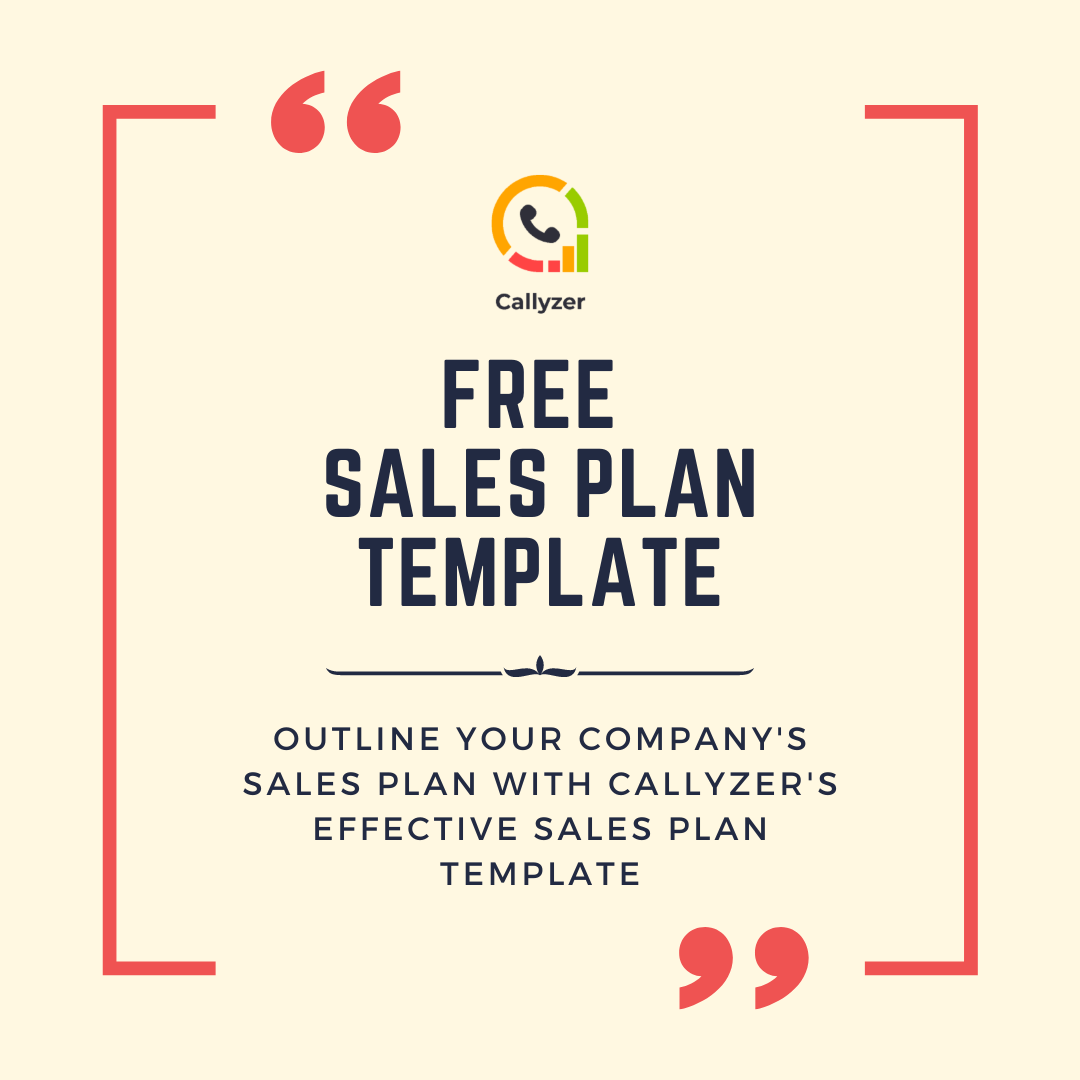 Callyzer
FREE
SALES PLAN
TEMPLATE
OUTLINE YOUR COMPANY'S
SALES PLAN WITH CALLYZER'S
EFFECTIVE SALES PLAN
TEMPLATE